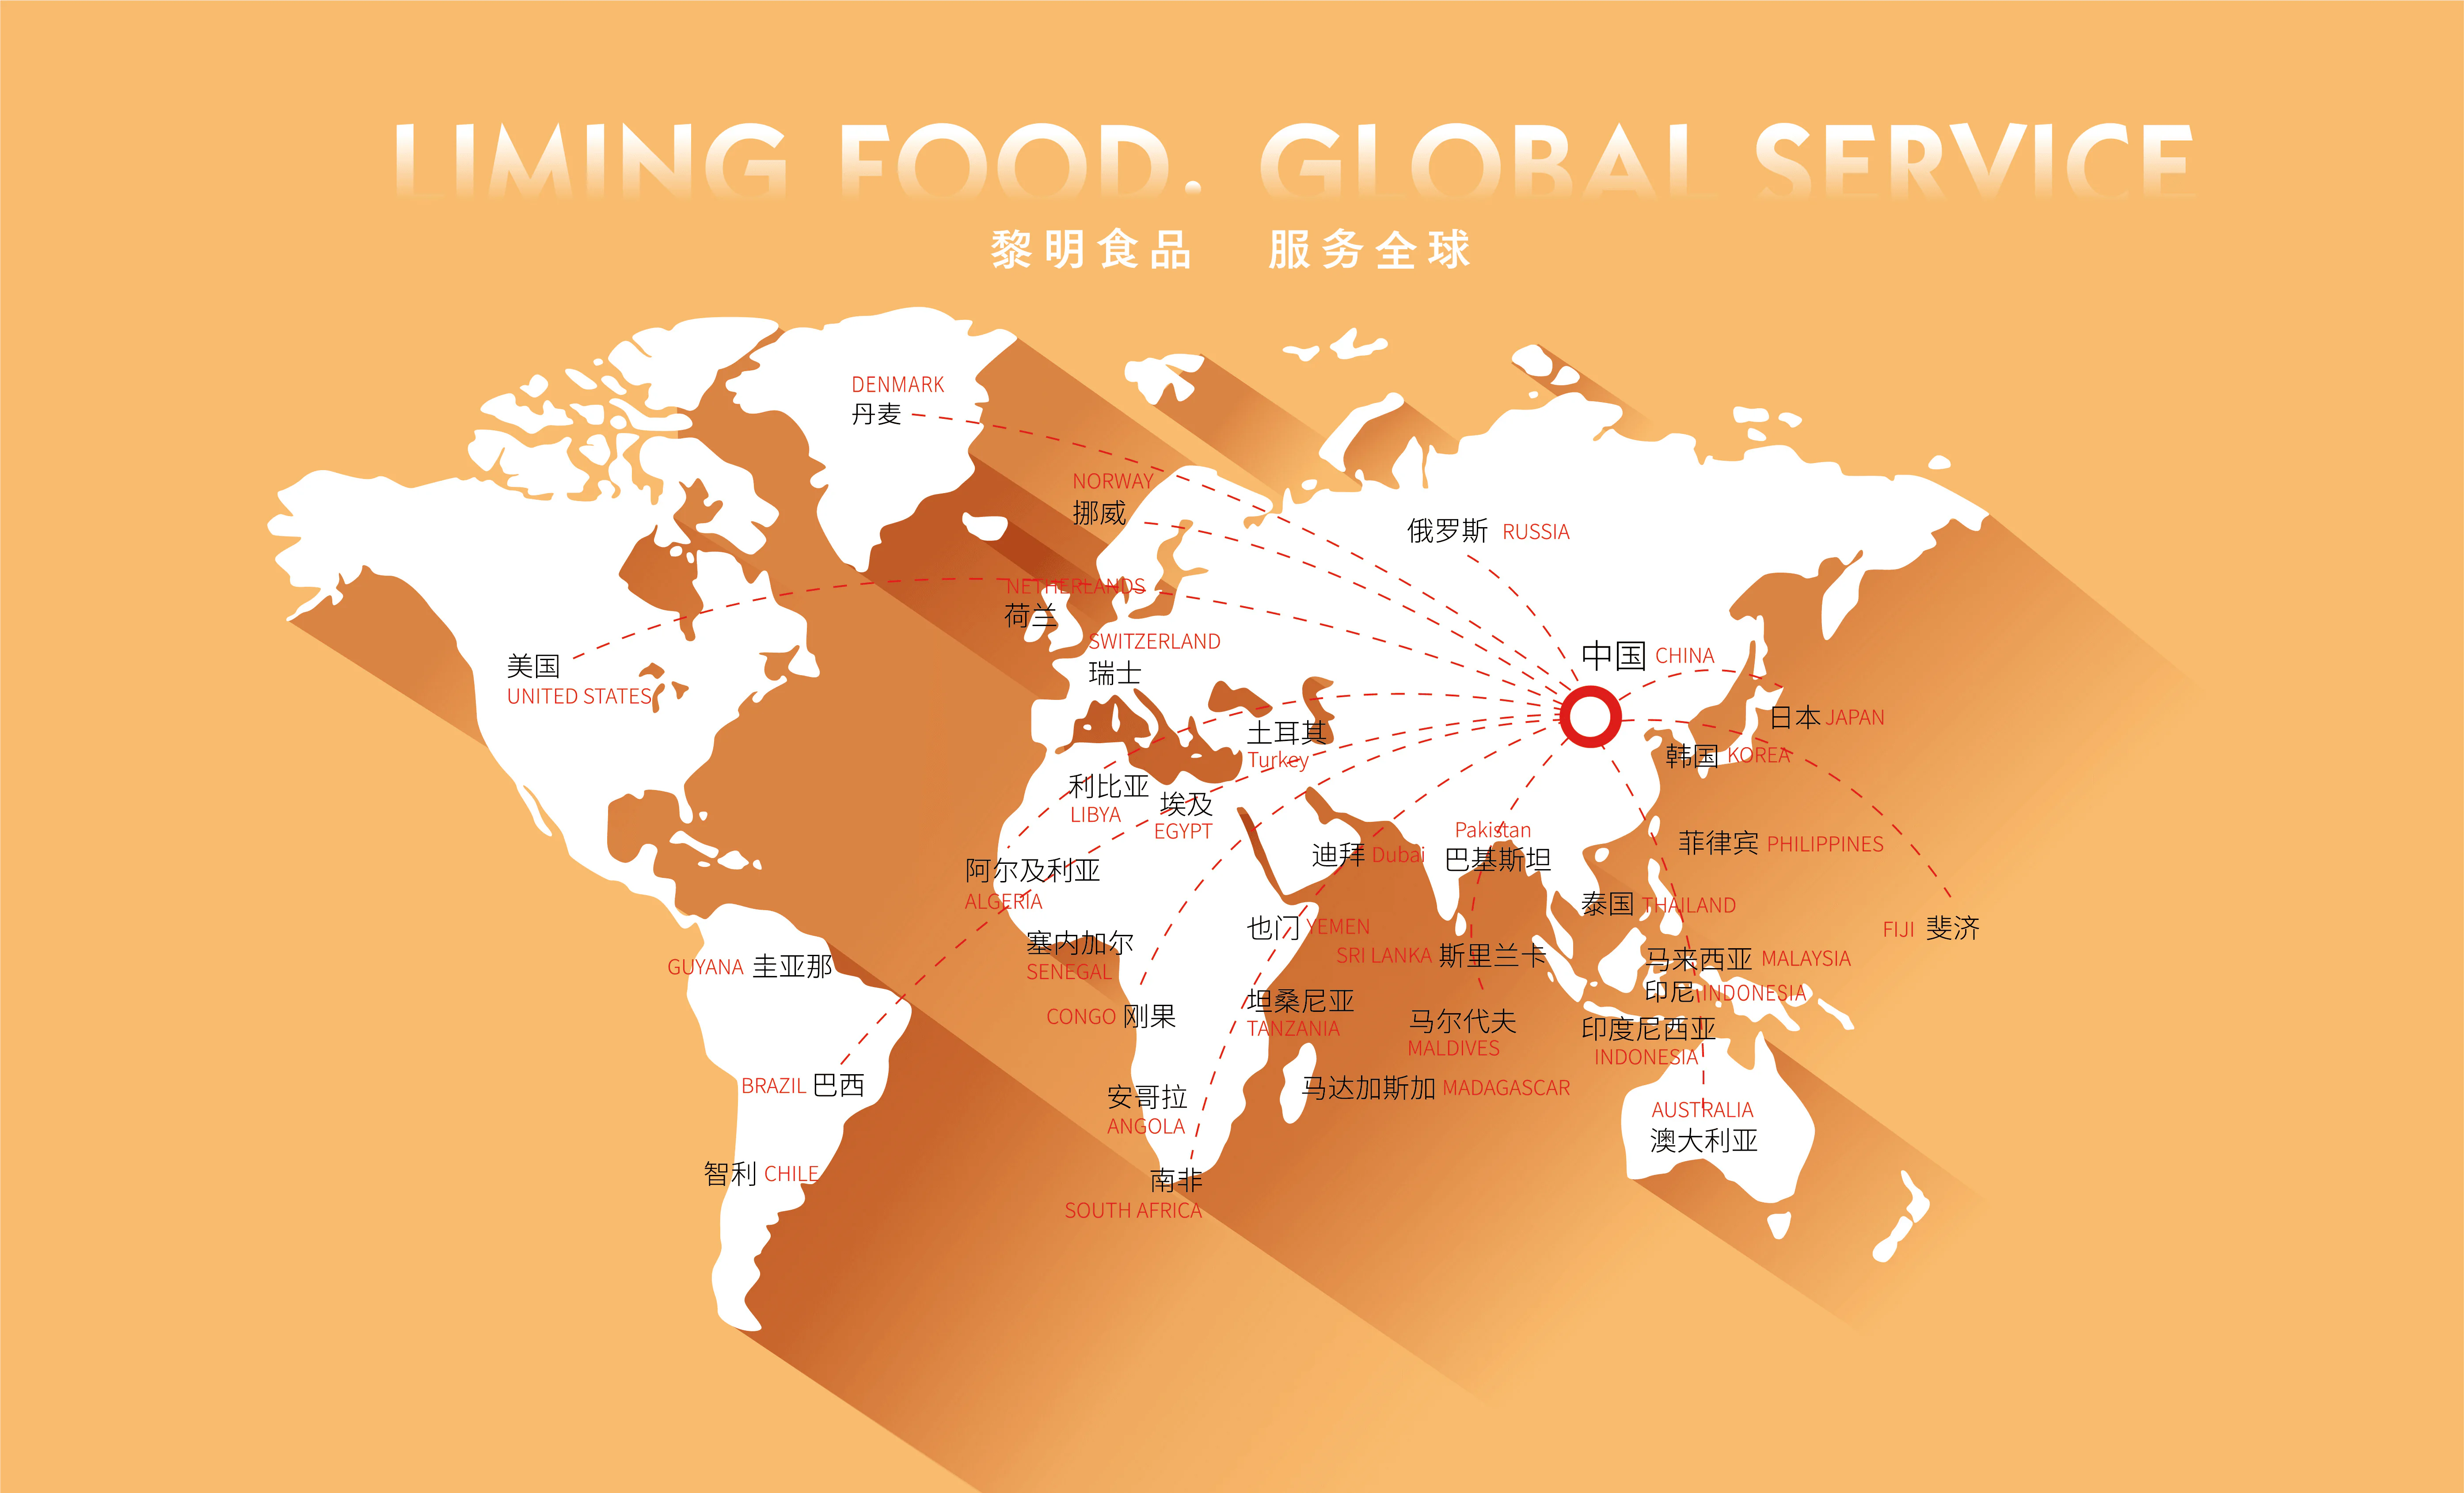 LIMING FOOD. GLOBAL SERVICE
黎明食品 服务全球
DENMARK
丹麦
NORWAY
挪威
俄罗斯 RUSSIA
NETHERLANDS
荷兰
SWITZERLAND
瑞士
中国 CHINA
美国
UNITED STATES
日本 JAPAN
土耳其
Turkey
韩国 KOREA
利比亚
LIBYA
埃及
EGYPT
Pakistan
巴基斯坦
迪拜 Dubai
菲律宾 PHILIPPINES
阿尔及利亚
ALGERIA
泰国 THAILAND
也门 YEMEN
FIJI 斐济
塞内加尔
SENEGAL
SRI LANKA 斯里兰卡
马来西亚 MALAYSIA
GUYANA 圭亚那
印尼 INDONESIA
坦桑尼亚
TANZANIA
CONGO 刚果
马尔代夫
MALDIVES
印度尼西亚
INDONESIA
BRAZIL 巴西
马达加斯加 MADAGASCAR
安哥拉
ANGOLA
AUSTRALIA
澳大利亚
智利 CHILE
南非
SOUTH AFRICA